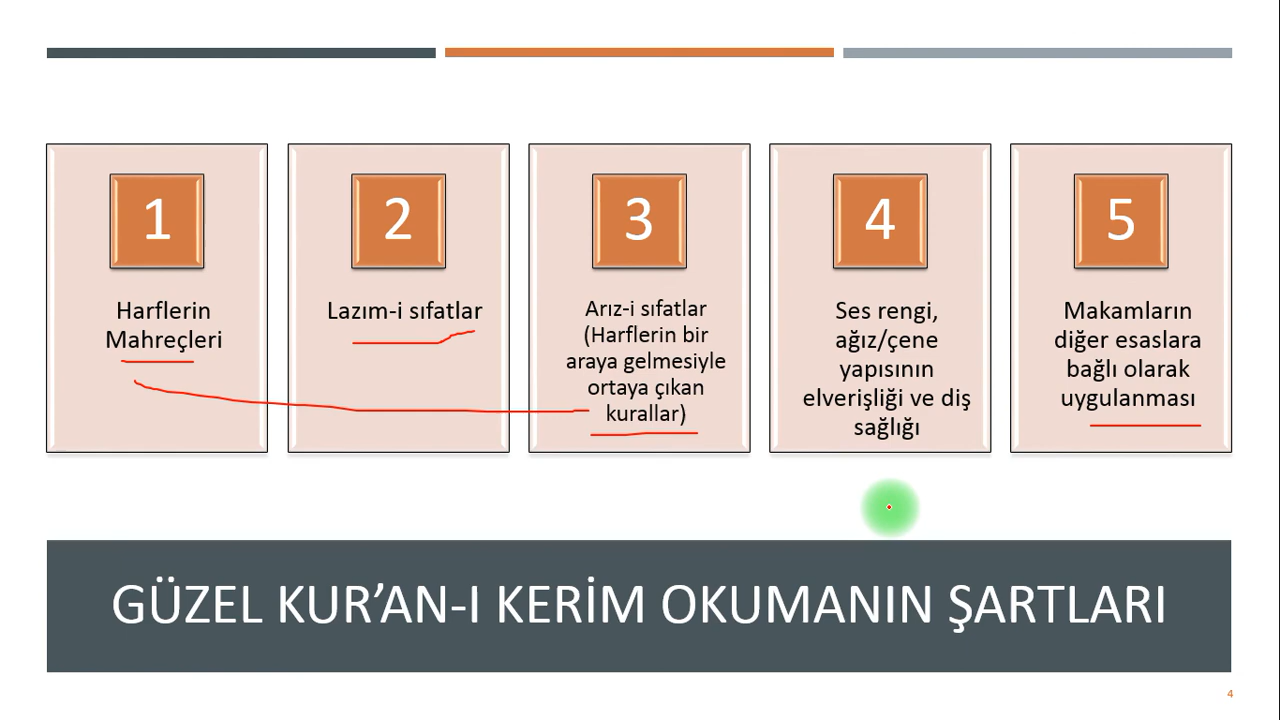 1
Harflerin
Mahreçleri
2
Lazım-i sıfatlar
3
Arız-i sıfatlar
(Harflerin bir
araya gelmesiyle
ortaya çıkan
kurallar)
4
Ses rengi,
ağız/çene
yapısının
elverişliği ve diş
sağlığı
5
Makamların
diğer esaslara
bağlı olarak
uygulanması
GÜZEL KUR’AN-I KERİM OKUMANIN ŞARTLARI
4